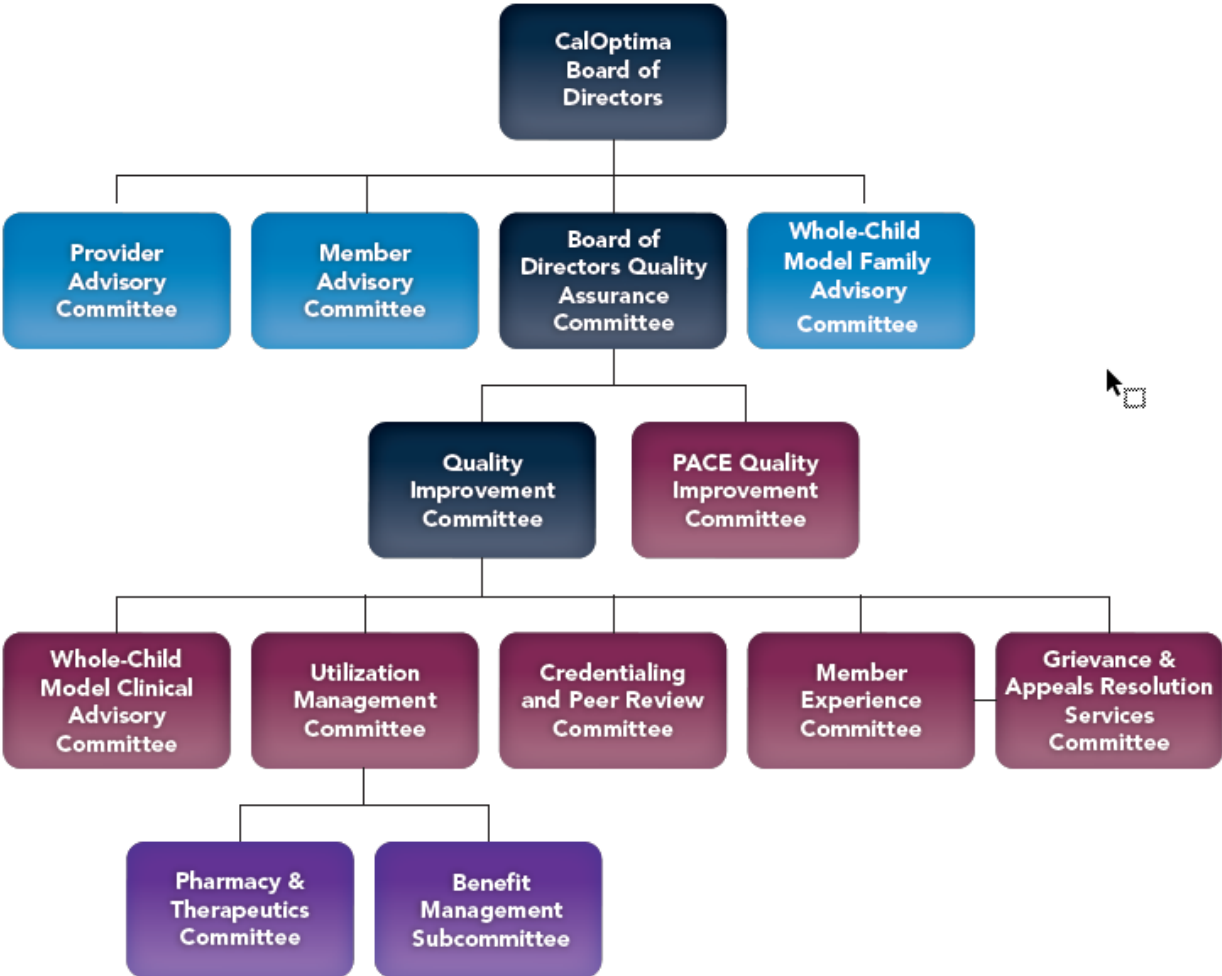 CalOptima
Board of
Directors
Provider
Advisory
Committee
Member
Advisory
Committee
Board of
Directors Quality
Assurance
Committee
Whole-Child
Model Family
Advisory
Committee
Quality
Improvement
Committee
PACE Quality
Improvement
Committee
Whole-Child
Model Clinical
Advisory
Committee
Utilization
Management
Committee
Credentialing
and Peer Review
Committee
Member
Experience
Committee
Grievance &
Appeals Resolution
Services
Committee
Pharmacy &
Therapeutics
Committee
Benefit
Management
Subcommittee